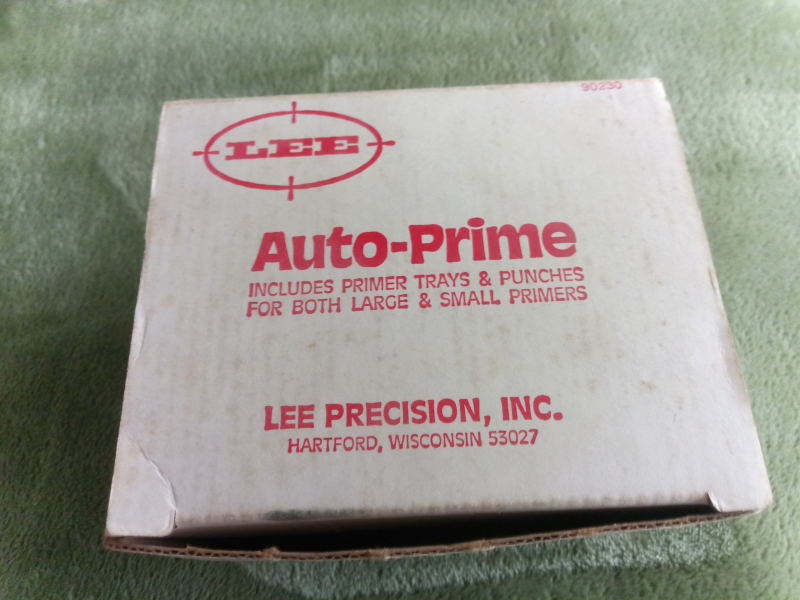 90230
LEE
Auto-Prime
INCLUDES PRIMER TRAYS & PUNCHES
FOR BOTH LARGE & SMALL PRIMERS
LEE PRECISION, INC.
HARTFORD, WISCONSIN 53027